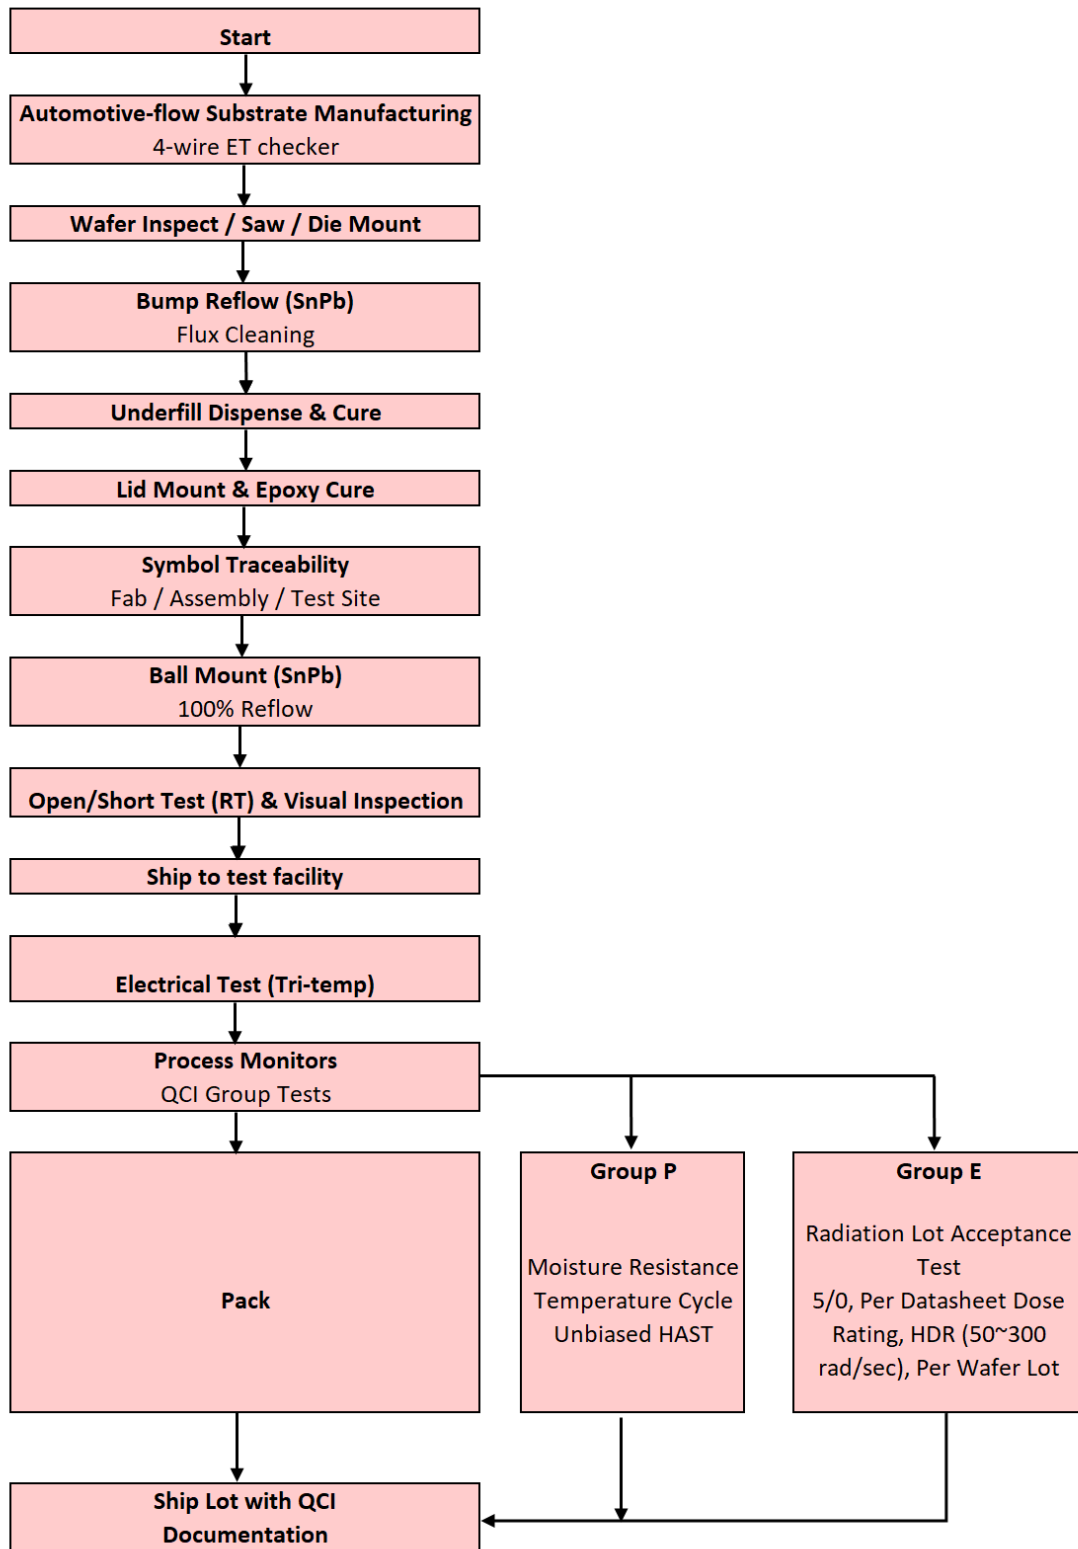 Start
Automotive-flow Substrate Manufacturing
4-wire ET checker
Wafer Inspect / Saw / Die Mount
Bump Reflow (SnPb)
Flux Cleaning
Underfill Dispense & Cure
Lid Mount & Epoxy Cure
Symbol Traceability
Fab / Assembly / Test Site
Ball Mount (SnPb)
100% Reflow
Open/Short Test (RT) & Visual Inspection
Ship to test facility
Electrical Test (Tri-temp)
Process Monitors
QCI Group Tests
Pack
Group P
Moisture Resistance
Temperature Cycle
Unbiased HAST
Group E
Radiation Lot Acceptance
Test
5/0, Per Datasheet Dose
Rating, HDR (50~300
rad/sec), Per Wafer Lot
Ship Lot with QCI
Documentation